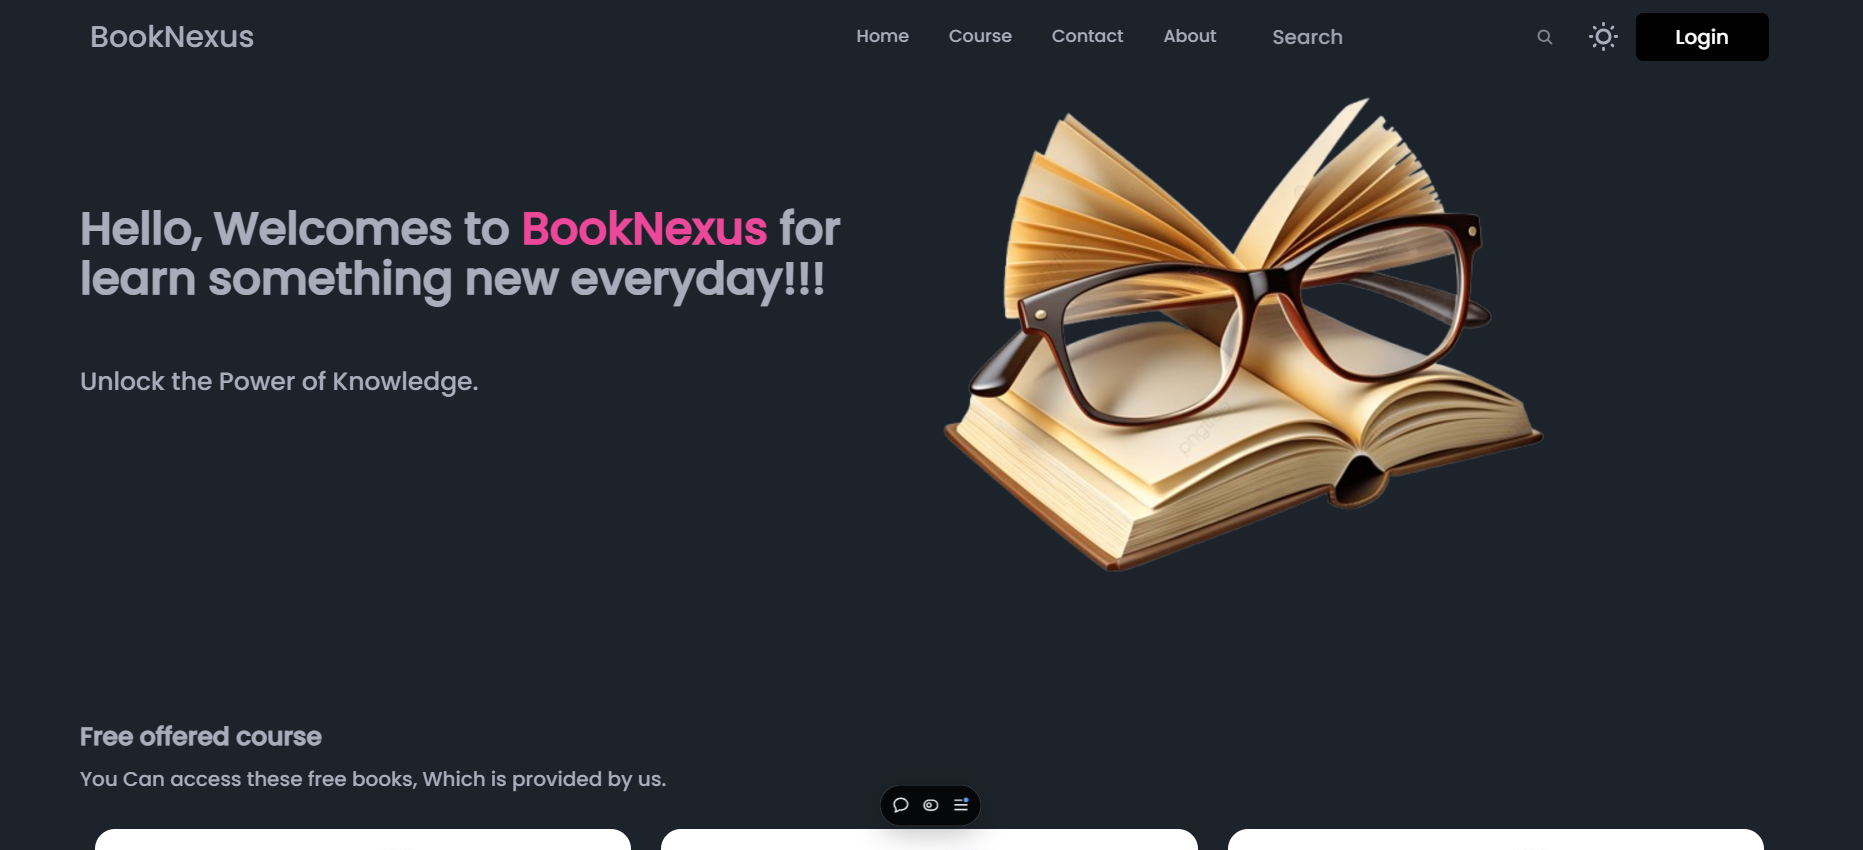 BookNexus
Home Course Contact About Search Login
Hello, Welcomes to BookNexus for
learn something new everyday!!!
Unlock the Power of Knowledge.
Free offered course
You Can access these free books, Which is provided by us.